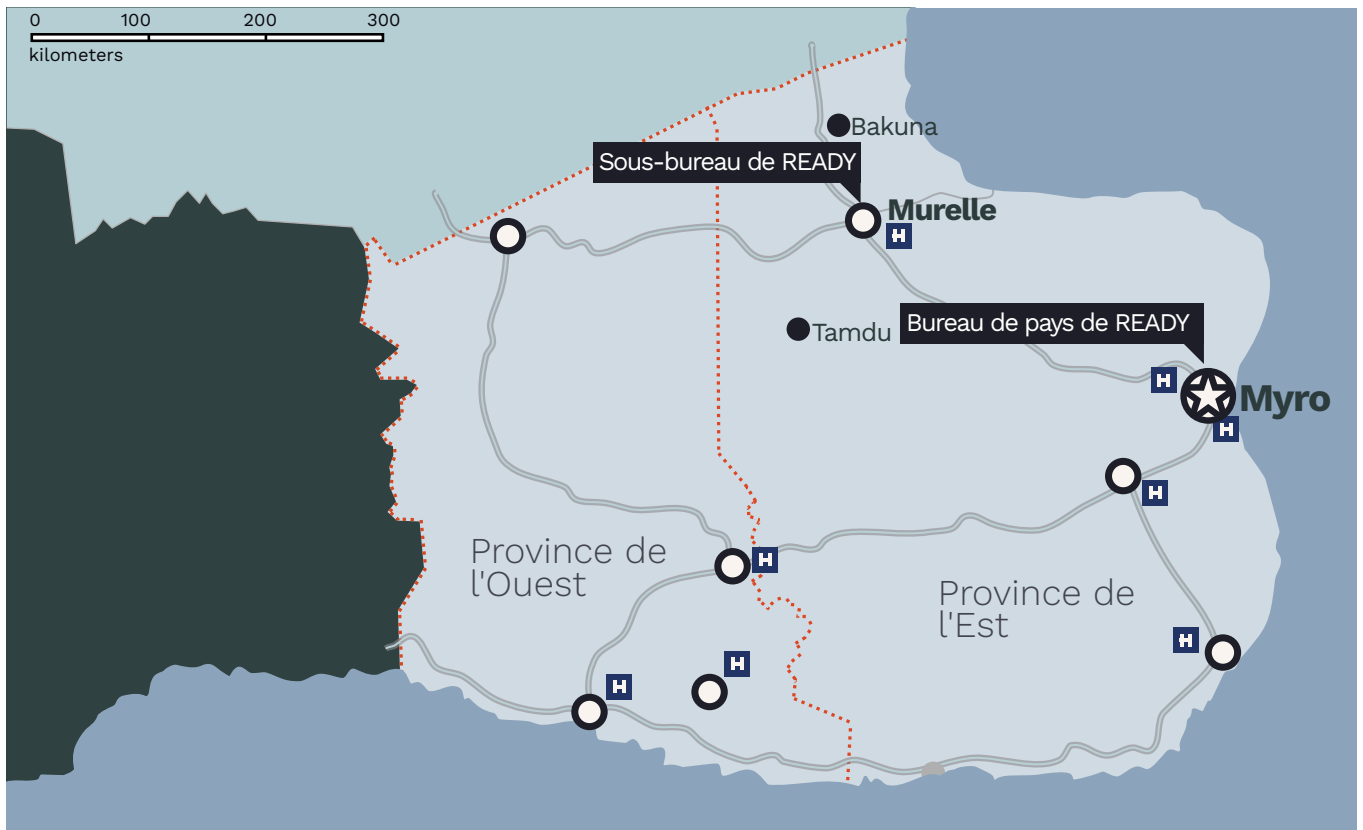 0 100 200 300
kilometers
Bakuna
Sous-bureau de READY
Murelle
H
Tamdu
Bureau de pays de READY
H
Myro
H
H
Province de
l'Ouest
H
Province de
l'Est
H
H
H